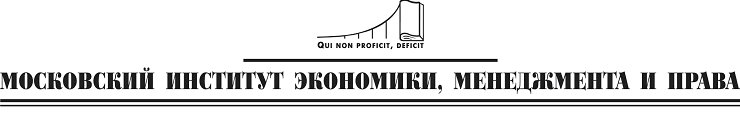 QUI NON PROFICIT, DEFICIT
МОСКОВСКИЙ ИНСТИТУТ ЭКОНОМИКИ, МЕНЕДЖМЕНТА И ПРАВА